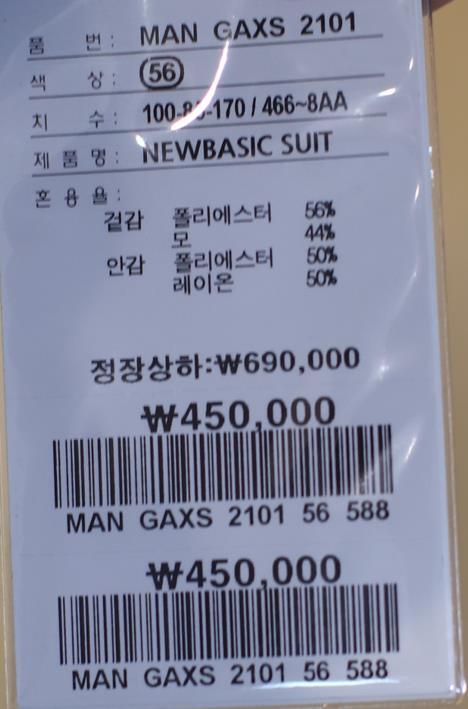 품 번 : MAN GAXS 2101
색 상 : 56
치 수 : 100-85-170 / 466~8AA
제 품 명 : NEWBASIC SUIT
혼 용 율 :
겉감 폴리에스터 56%
모 44%
안감 폴리에스터 50%
레이온 50%
정장상하:₩690,000
₩450,000
MAN GAXS 2101 56 588
₩450,000
MAN GAXS 2101 56 588